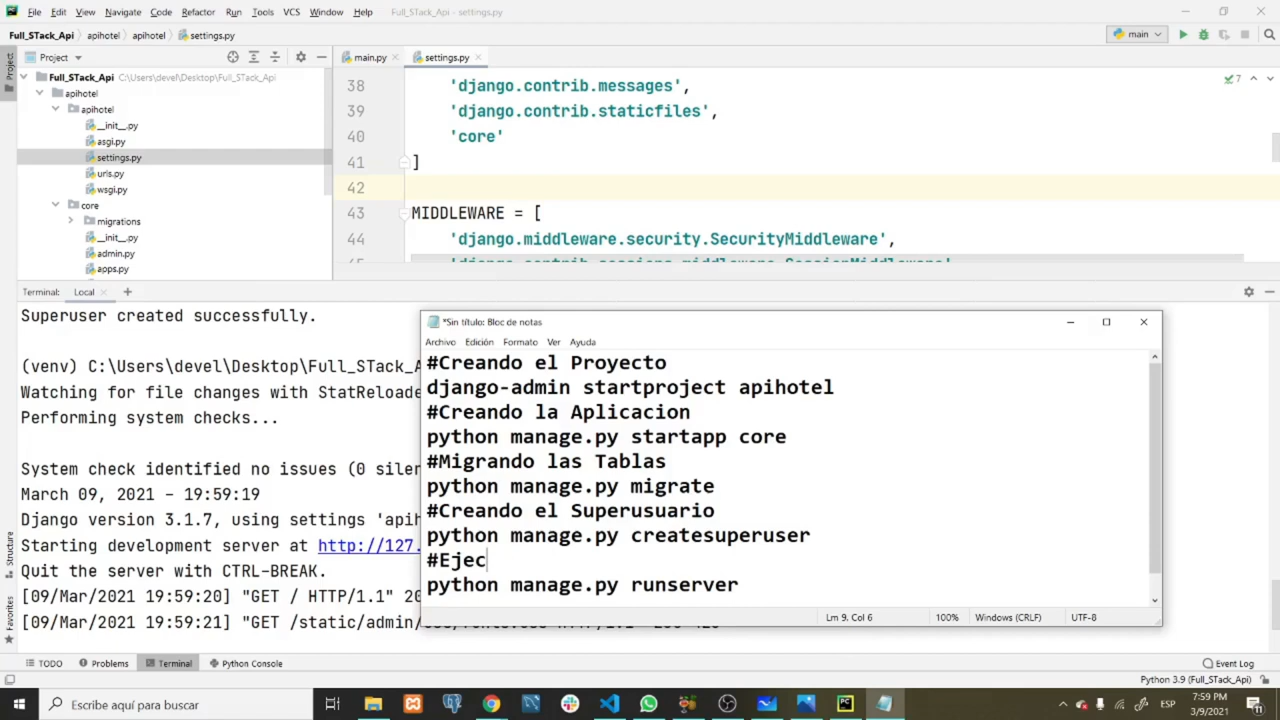 File Edit View Navigate Code Refactor Run Tools VCS Window Help Full_STack_Api - settings.py
Full_STack_Api apihotel apihotel settings.py main
Project main.py settings.py
Project
Full_STack_Api C:\Users\devel\Desktop\Full_STack_Api
apihotel
apihotel
__init__.py
asgi.py
settings.py
urls.py
wsgi.py
core
migrations
__init__.py
admin.py
apps.py
7
38 'django.contrib.messages',
39 'django.contrib.staticfiles',
40 'core'
41 ]
42
43 MIDDLEWARE = [
44 'django.middleware.security.SecurityMiddleware',
Terminal: Local
Superuser created successfully.
(venv) C:\Users\devel\Desktop\Full_STack_A
Watching for file changes with StatReloade
Performing system checks...
System check identified no issues (0 silen
March 09, 2021 - 19:59:19
Django version 3.1.7, using settings 'apih
Starting development server at http://127.
Quit the server with CTRL-BREAK.
[09/Mar/2021 19:59:20] "GET / HTTP/1.1" 20
[09/Mar/2021 19:59:21] "GET /static/admin/
*Sin título: Bloc de notas
Archivo Edición Formato Ver Ayuda
#Creando el Proyecto
django-admin startproject apihotel
#Creando la Aplicacion
python manage.py startapp core
#Migrando las Tablas
python manage.py migrate
#Creando el Superusuario
python manage.py createsuperuser
#Ejec
python manage.py runserver
Ln 9, Col 6 100% Windows (CRLF) UTF-8
Structure
Favorites
TODO Problems Terminal Python Console Event Log
Python 3.9 (Full_STack_Api)
Escribe aquí para buscar
ESP
7:59 PM
3/9/2021
11